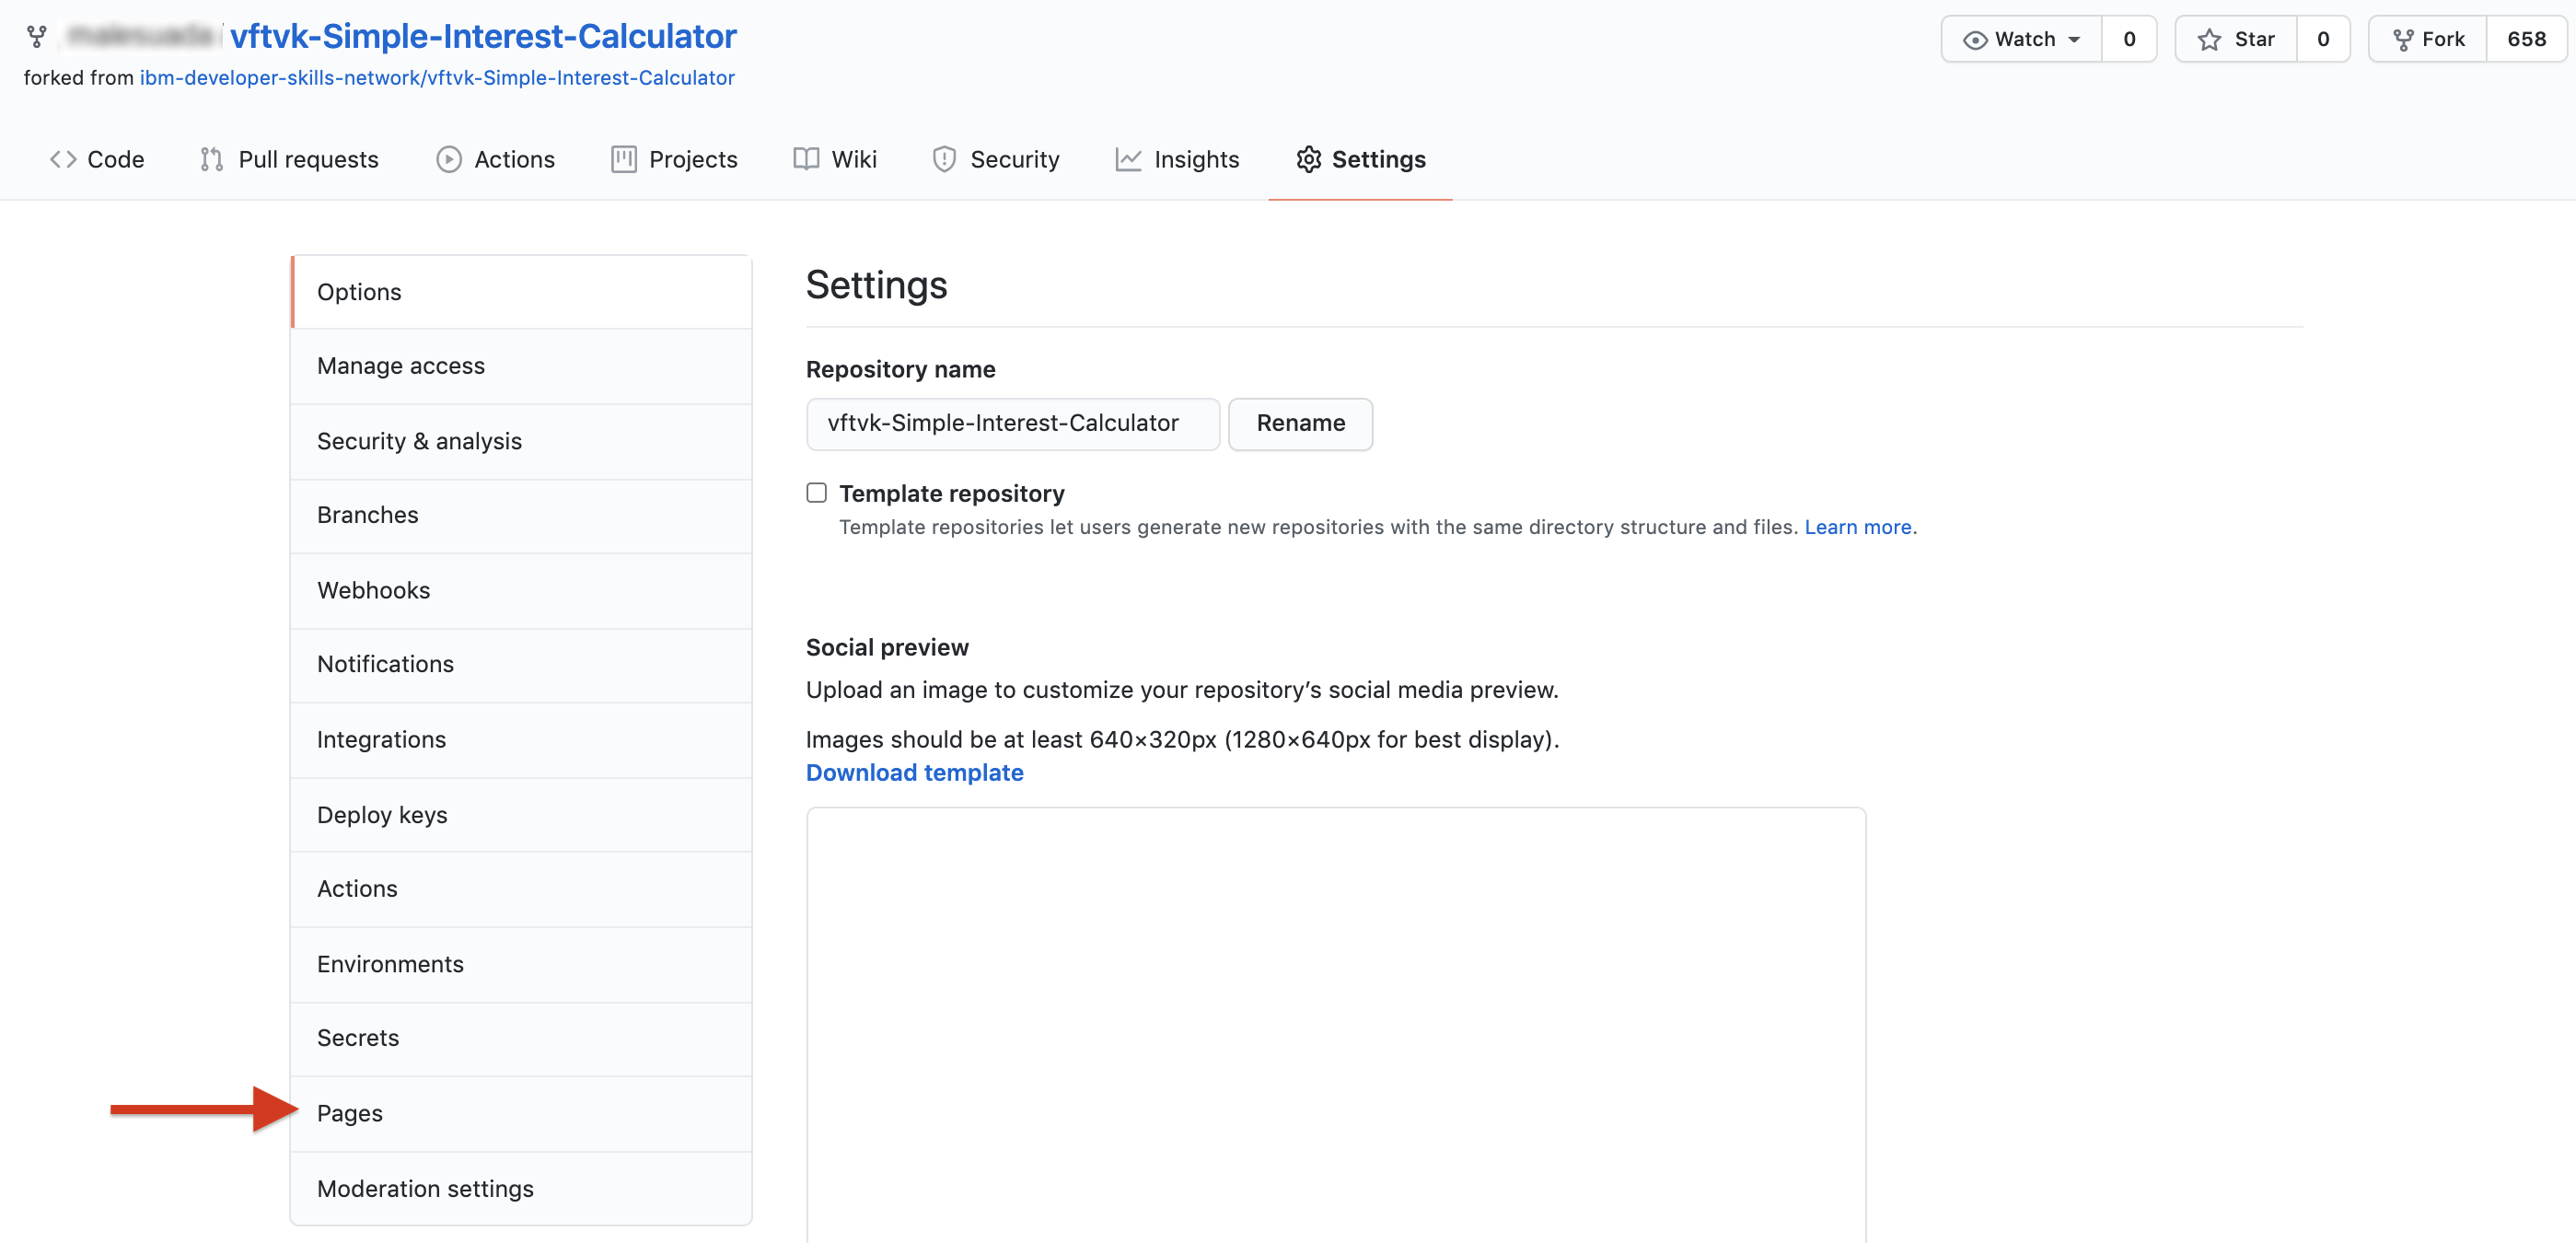 vftvk-Simple-Interest-Calculator
Watch 0 Star 0 Fork 658
forked from ibm-developer-skills-network/vftvk-Simple-Interest-Calculator
Code Pull requests Actions Projects Wiki Security Insights Settings
Options
Manage access
Security & analysis
Branches
Webhooks
Notifications
Integrations
Deploy keys
Actions
Environments
Secrets
Pages
Moderation settings
Settings
Repository name
vftvk-Simple-Interest-Calculator Rename
Template repository
Template repositories let users generate new repositories with the same directory structure and files. Learn more.
Social preview
Upload an image to customize your repository’s social media preview.
Images should be at least 640×320px (1280×640px for best display).
Download template